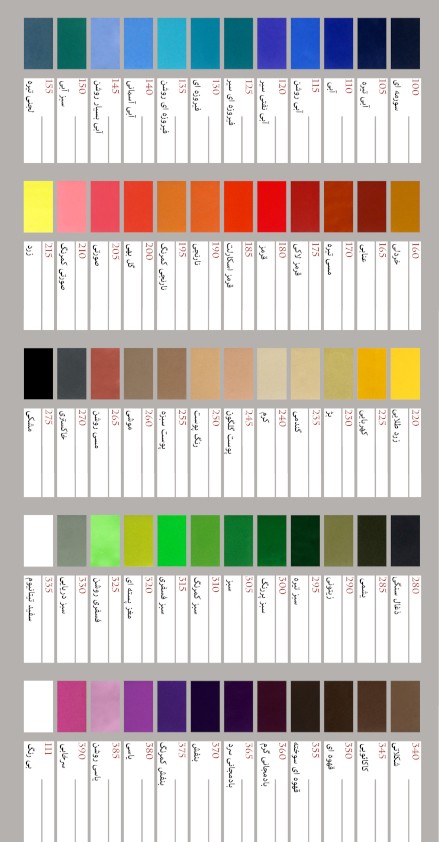 100
سورمه ای
105
آبی تیره
110
آبی
115
آبی روشن
120
آبی نفتی سیر
125
فیروزه ای سیر
130
فیروزه ای
135
فیروزه ای روشن
140
آبی آسمانی
145
آبی بسیار روشن
150
سبز آبی
155
لجنی تیره
160
خردلی
165
عنابی
170
مسی تیره
175
قرمز لاکی
180
قرمز
185
قرمز اسکارلت
190
نارنجی
195
نارنجی کمرنگ
200
گل بهی
205
صورتی
210
صورتی کمرنگ
215
زرد
220
زرد طلایی
225
کهربایی
230
بژ
235
گندمی
240
کرم
245
پوست گلگون
250
رنگ پوست
255
پوست سبزه
260
موشی
265
مسی روشن
270
خاکستری
275
مشکی
280
ذغال سنگی
285
یشمی
290
زیتونی
295
سبز تیره
300
سبز پررنگ
305
سبز
310
سبز کمرنگ
315
سبز فسفری
320
مغز پسته ای
325
فسفری روشن
330
سبز دریایی
335
سفید تیتانیوم
340
شکلاتی
345
کاکائویی
350
قهوه ای
355
قهوه ای سوخته
360
بادمجانی گرم
365
بادمجانی سرد
370
بنفش
375
بنفش کمرنگ
380
یاسی
385
یاسی روشن
390
سرخابی
111
بی رنگ